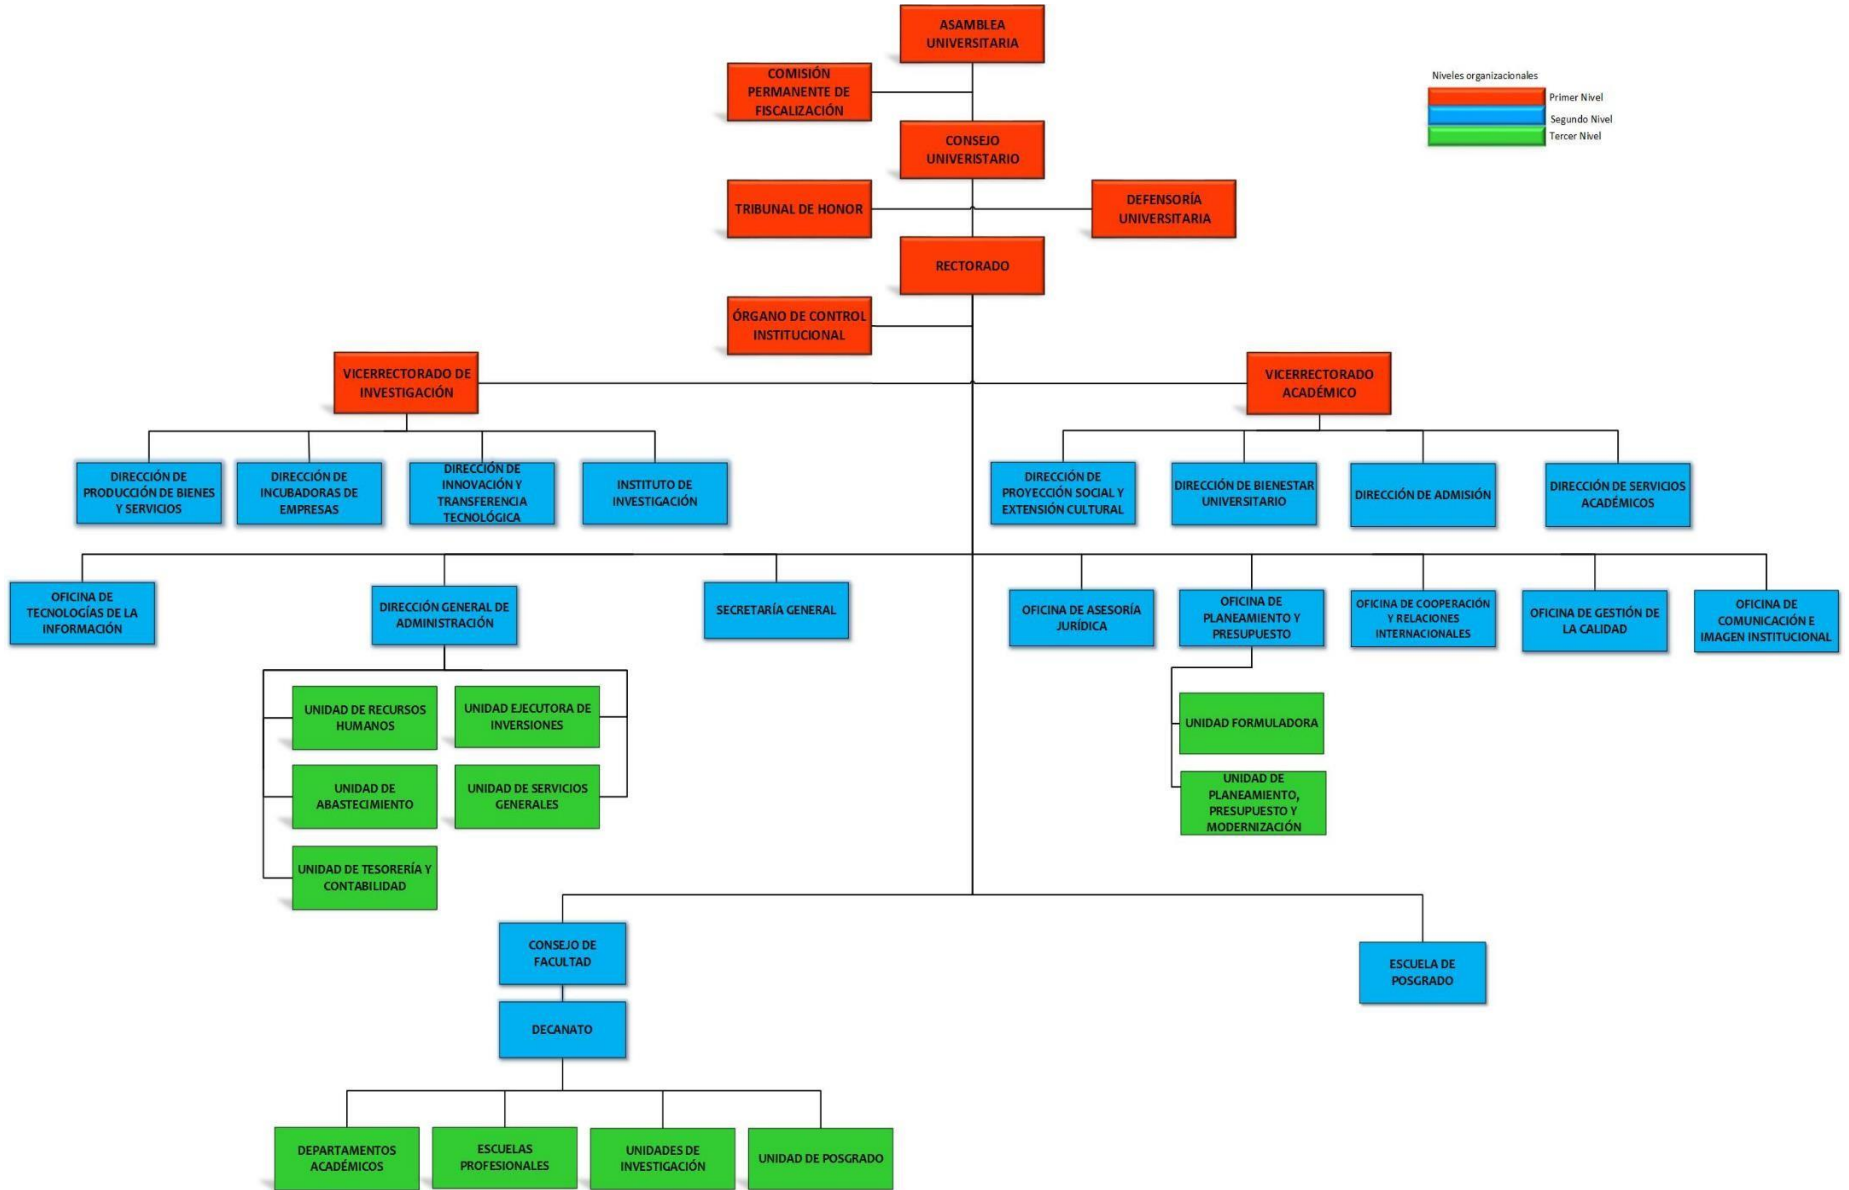 ASAMBLEA
UNIVERSITARIA
Niveles organizacionales
Primer Nivel
Segundo Nivel
Tercer Nivel
COMISIÓN
PERMANENTE DE
FISCALIZACIÓN
CONSEJO
UNIVERISTARIO
TRIBUNAL DE HONOR
DEFENSORÍA
UNIVERSITARIA
RECTORADO
ÓRGANO DE CONTROL
INSTITUCIONAL
VICERRECTORADO DE
INVESTIGACIÓN
VICERRECTORADO
ACADÉMICO
DIRECCIÓN DE
PRODUCCIÓN DE BIENES
Y SERVICIOS
DIRECCIÓN DE
INCUBADORAS DE
EMPRESAS
DIRECCIÓN DE
INNOVACIÓN Y
TRANSFERENCIA
TECNOLÓGICA
INSTITUTO DE
INVESTIGACIÓN
DIRECCIÓN DE
PROYECCIÓN SOCIAL Y
EXTENSIÓN CULTURAL
DIRECCIÓN DE BIENESTAR
UNIVERSITARIO
DIRECCIÓN DE ADMISIÓN
DIRECCIÓN DE SERVICIOS
ACADÉMICOS
OFICINA DE
TECNOLOGÍAS DE LA
INFORMACIÓN
DIRECCIÓN GENERAL DE
ADMINISTRACIÓN
SECRETARÍA GENERAL
OFICINA DE ASESORÍA
JURÍDICA
OFICINA DE
PLANEAMIENTO Y
PRESUPUESTO
OFICINA DE COOPERACIÓN
Y RELACIONES
INTERNACIONALES
OFICINA DE GESTIÓN DE
LA CALIDAD
OFICINA DE
COMUNICACIÓN E
IMAGEN INSTITUCIONAL
UNIDAD DE RECURSOS
HUMANOS
UNIDAD EJECUTORA DE
INVERSIONES
UNIDAD FORMULADORA
UNIDAD DE
ABASTECIMIENTO
UNIDAD DE SERVICIOS
GENERALES
UNIDAD DE
PLANEAMIENTO,
PRESUPUESTO Y
MODERNIZACIÓN
UNIDAD DE TESORERÍA Y
CONTABILIDAD
CONSEJO DE
FACULTAD
ESCUELA DE
POSGRADO
DECANATO
DEPARTAMENTOS
ACADÉMICOS
ESCUELAS
PROFESIONALES
UNIDADES DE
INVESTIGACIÓN
UNIDAD DE POSGRADO